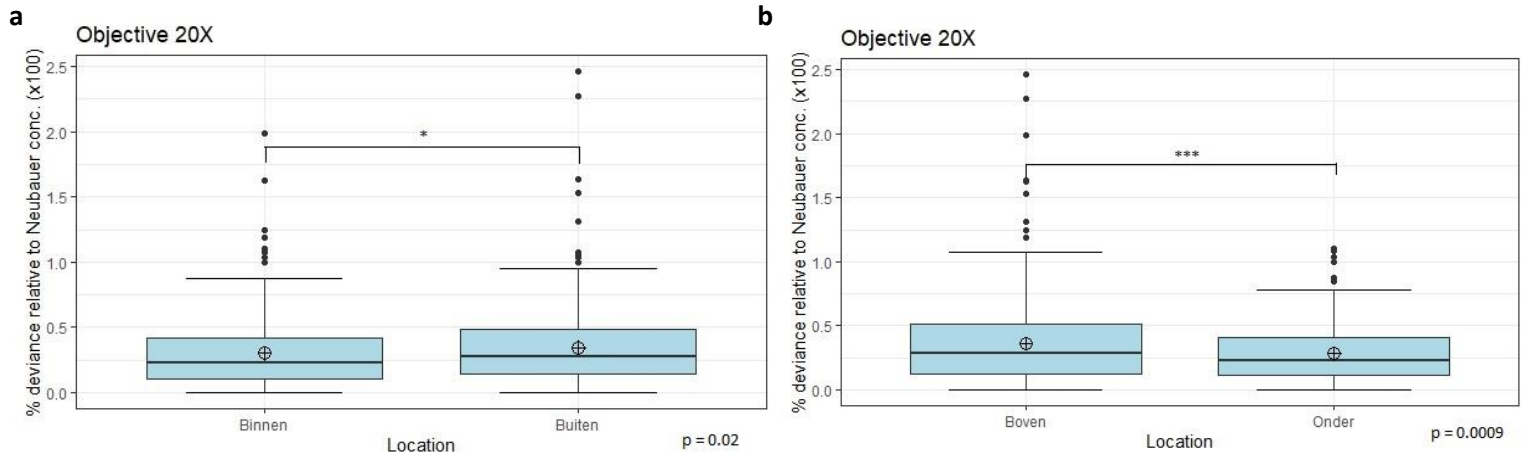 a
Objective 20X
% deviance relative to Neubauer conc. (x100)
2.5
2.0
1.5
1.0
0.5
0.0
*
Binnen
Buiten
Location
p = 0.02
b
Objective 20X
% deviance relative to Neubauer conc. (x100)
2.5
2.0
1.5
1.0
0.5
0.0
***
Boven
Onder
Location
p = 0.0009